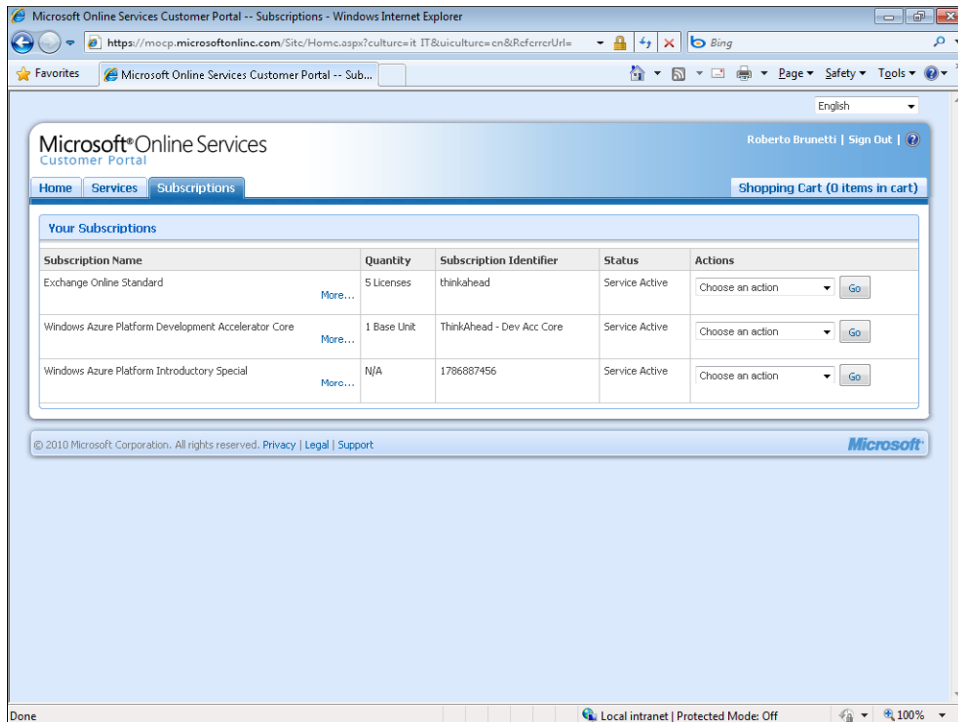 Microsoft Online Services Customer Portal -- Subscriptions - Windows Internet Explorer
https://mocp.microsoftonline.com/Site/Home.aspx?culture=it IT&uiculture=en&ReferrerUrl=
Bing
Favorites
Microsoft Online Services Customer Portal -- Sub...
Page Safety Tools
English
Microsoft® Online Services
Customer Portal
Roberto Brunetti | Sign Out | ?
Home Services Subscriptions Shopping Cart (0 items in cart)
Your Subscriptions
Subscription Name Quantity Subscription Identifier Status Actions
Exchange Online Standard More... 5 Licenses thinkahead Service Active Choose an action Go
Windows Azure Platform Development Accelerator Core More... 1 Base Unit ThinkAhead - Dev Acc Core Service Active Choose an action Go
Windows Azure Platform Introductory Special More... N/A 1786887456 Service Active Choose an action Go
© 2010 Microsoft Corporation. All rights reserved. Privacy | Legal | Support
Microsoft
Done Local intranet | Protected Mode: Off 100%